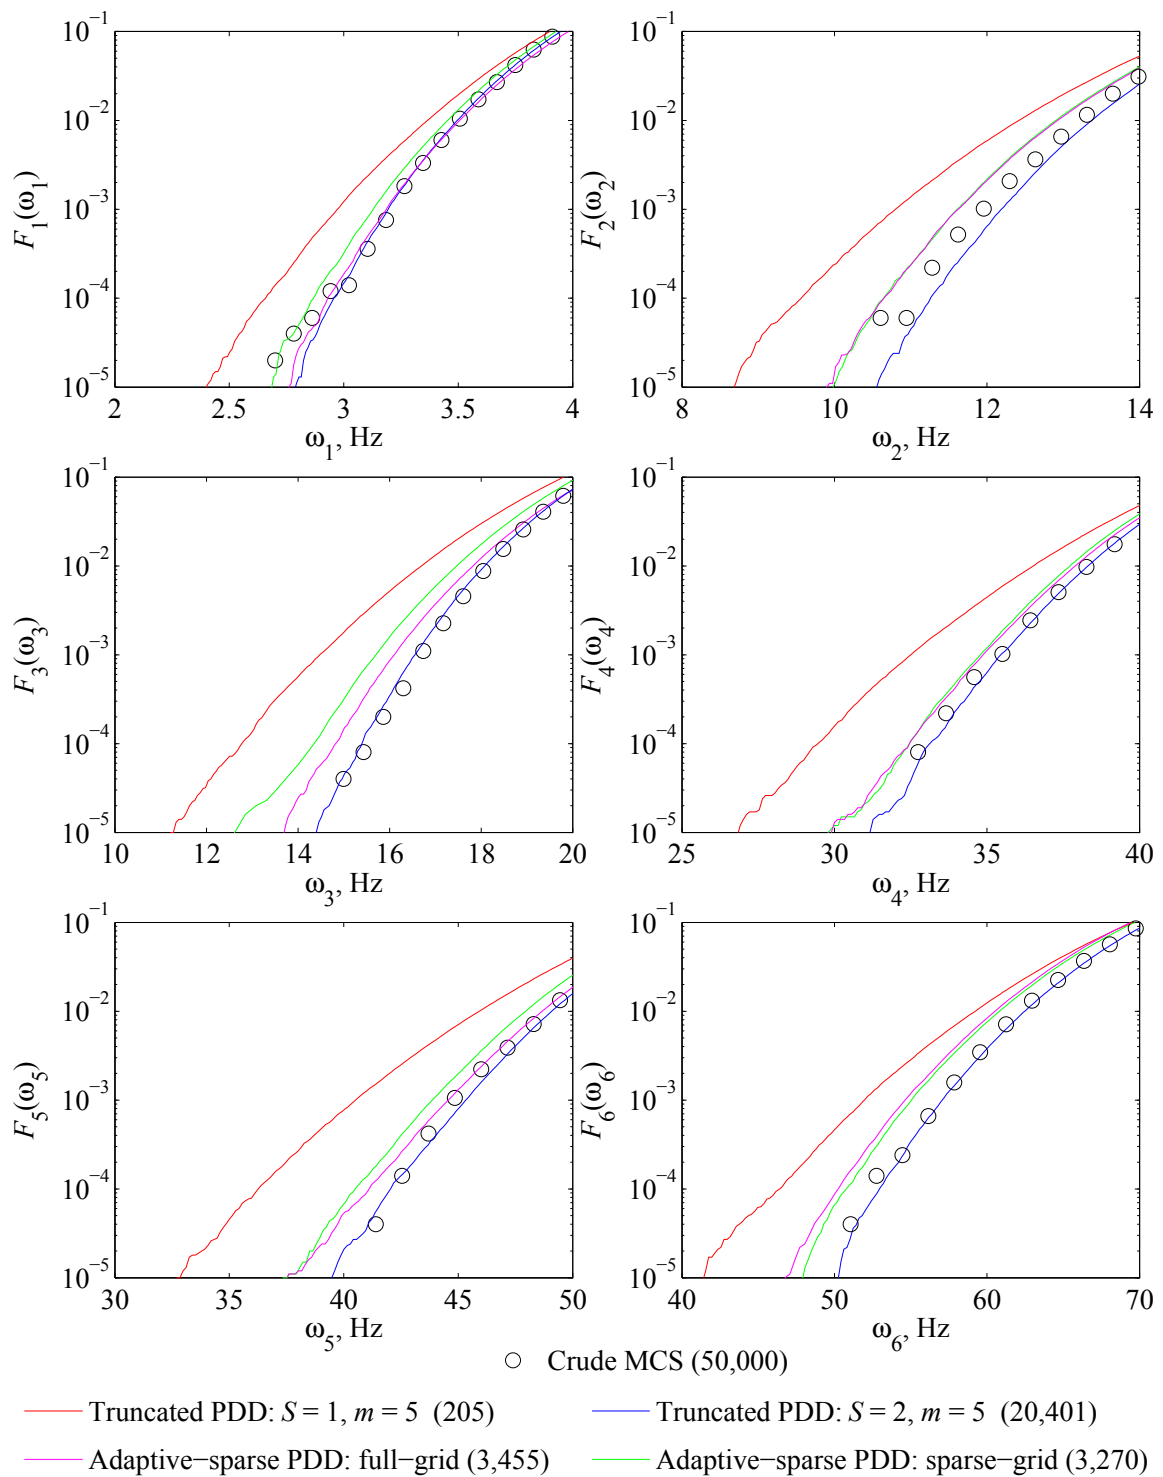 10⁻¹
10⁻²
10⁻³
10⁻⁴
10⁻⁵
F₁(ω₁)
2 2.5 3 3.5 4
ω₁, Hz
10⁻¹
10⁻²
10⁻³
10⁻⁴
10⁻⁵
F₂(ω₂)
8 10 12 14
ω₂, Hz
10⁻¹
10⁻²
10⁻³
10⁻⁴
10⁻⁵
F₃(ω₃)
10 12 14 16 18 20
ω₃, Hz
10⁻¹
10⁻²
10⁻³
10⁻⁴
10⁻⁵
F₄(ω₄)
25 30 35 40
ω₄, Hz
10⁻¹
10⁻²
10⁻³
10⁻⁴
10⁻⁵
F₅(ω₅)
30 35 40 45 50
ω₅, Hz
10⁻¹
10⁻²
10⁻³
10⁻⁴
10⁻⁵
F₆(ω₆)
40 50 60 70
ω₆, Hz
Crude MCS (50,000)
Truncated PDD: S = 1, m = 5 (205)
Truncated PDD: S = 2, m = 5 (20,401)
Adaptive−sparse PDD: full−grid (3,455)
Adaptive−sparse PDD: sparse−grid (3,270)